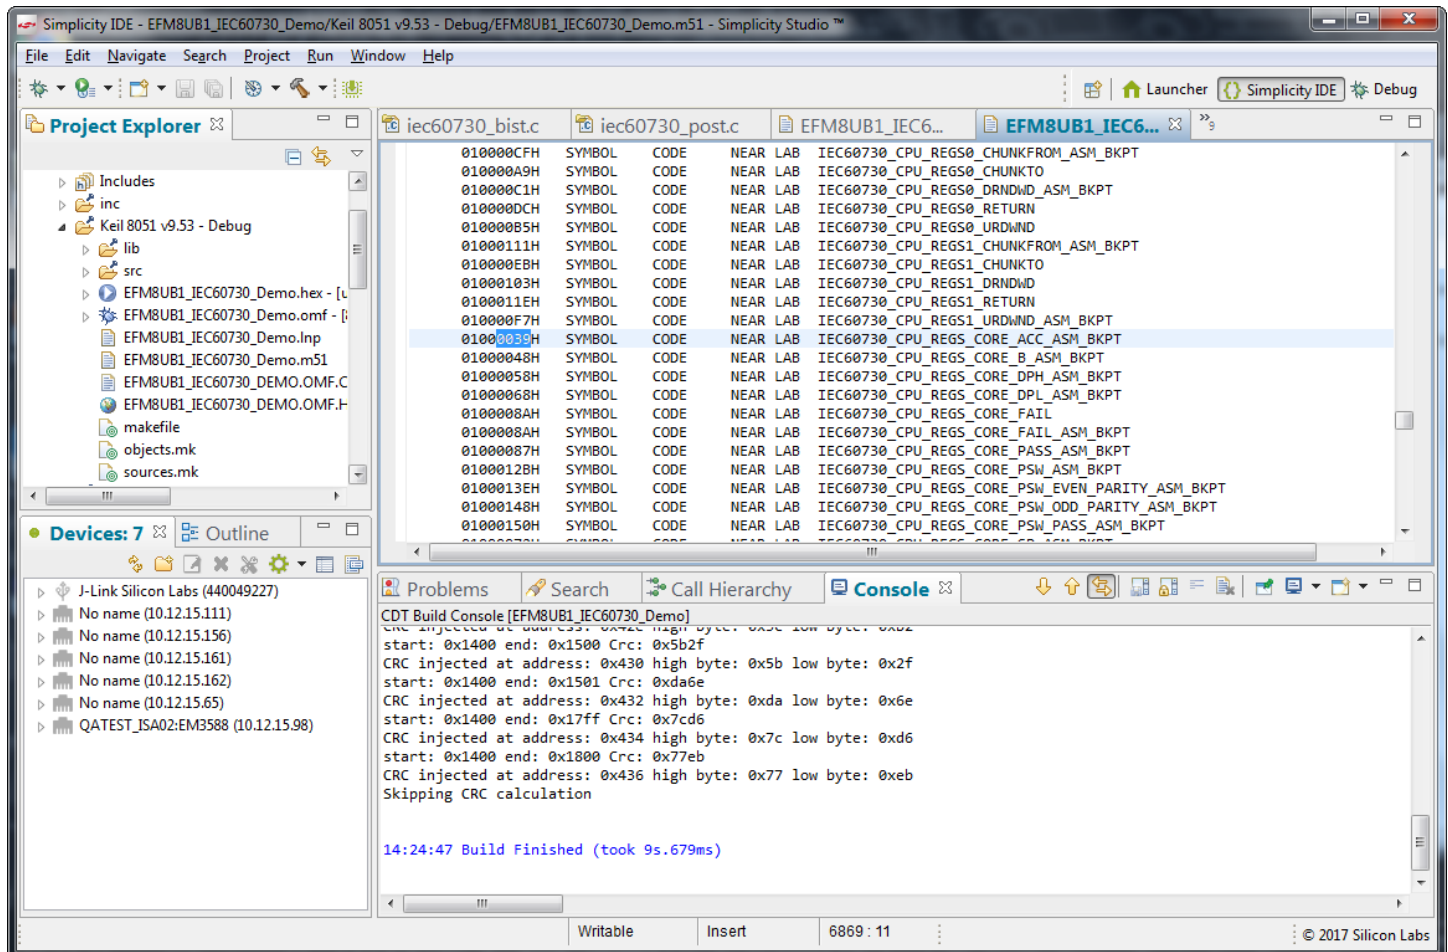 Simplicity IDE - EFM8UB1_IEC60730_Demo/Keil 8051 v9.53 - Debug/EFM8UB1_IEC60730_Demo.m51 - Simplicity Studio ™
File Edit Navigate Search Project Run Window Help
Launcher Simplicity IDE Debug
Project Explorer
Includes
inc
Keil 8051 v9.53 - Debug
lib
src
EFM8UB1_IEC60730_Demo.hex - [u
EFM8UB1_IEC60730_Demo.omf - [
EFM8UB1_IEC60730_Demo.lnp
EFM8UB1_IEC60730_Demo.m51
EFM8UB1_IEC60730_DEMO.OMF.C
EFM8UB1_IEC60730_DEMO.OMF.H
makefile
objects.mk
sources.mk
Devices: 7 Outline
J-Link Silicon Labs (440049227)
No name (10.12.15.111)
No name (10.12.15.156)
No name (10.12.15.161)
No name (10.12.15.162)
No name (10.12.15.65)
QATEST_ISA02:EM3588 (10.12.15.98)
iec60730_bist.c iec60730_post.c EFM8UB1_IEC6... EFM8UB1_IEC6... »9
010000CFH SYMBOL CODE NEAR LAB IEC60730_CPU_REGS0_CHUNKFROM_ASM_BKPT
010000A9H SYMBOL CODE NEAR LAB IEC60730_CPU_REGS0_CHUNKTO
010000C1H SYMBOL CODE NEAR LAB IEC60730_CPU_REGS0_DRNDWD_ASM_BKPT
010000DCH SYMBOL CODE NEAR LAB IEC60730_CPU_REGS0_RETURN
010000B5H SYMBOL CODE NEAR LAB IEC60730_CPU_REGS0_URDWND
01000111H SYMBOL CODE NEAR LAB IEC60730_CPU_REGS1_CHUNKFROM_ASM_BKPT
010000EBH SYMBOL CODE NEAR LAB IEC60730_CPU_REGS1_CHUNKTO
01000103H SYMBOL CODE NEAR LAB IEC60730_CPU_REGS1_DRNDWD
0100011EH SYMBOL CODE NEAR LAB IEC60730_CPU_REGS1_RETURN
010000F7H SYMBOL CODE NEAR LAB IEC60730_CPU_REGS1_URDWND_ASM_BKPT
01000039H SYMBOL CODE NEAR LAB IEC60730_CPU_REGS_CORE_ACC_ASM_BKPT
01000048H SYMBOL CODE NEAR LAB IEC60730_CPU_REGS_CORE_B_ASM_BKPT
01000058H SYMBOL CODE NEAR LAB IEC60730_CPU_REGS_CORE_DPH_ASM_BKPT
01000068H SYMBOL CODE NEAR LAB IEC60730_CPU_REGS_CORE_DPL_ASM_BKPT
0100008AH SYMBOL CODE NEAR LAB IEC60730_CPU_REGS_CORE_FAIL
0100008AH SYMBOL CODE NEAR LAB IEC60730_CPU_REGS_CORE_FAIL_ASM_BKPT
01000087H SYMBOL CODE NEAR LAB IEC60730_CPU_REGS_CORE_PASS_ASM_BKPT
0100012BH SYMBOL CODE NEAR LAB IEC60730_CPU_REGS_CORE_PSW_ASM_BKPT
0100013EH SYMBOL CODE NEAR LAB IEC60730_CPU_REGS_CORE_PSW_EVEN_PARITY_ASM_BKPT
01000148H SYMBOL CODE NEAR LAB IEC60730_CPU_REGS_CORE_PSW_ODD_PARITY_ASM_BKPT
01000150H SYMBOL CODE NEAR LAB IEC60730_CPU_REGS_CORE_PSW_PASS_ASM_BKPT
Problems Search Call Hierarchy Console
CDT Build Console [EFM8UB1_IEC60730_Demo]
CRC injected at address: 0x42e high byte: 0x5c low byte: 0xb2
start: 0x1400 end: 0x1500 Crc: 0x5b2f
CRC injected at address: 0x430 high byte: 0x5b low byte: 0x2f
start: 0x1400 end: 0x1501 Crc: 0xda6e
CRC injected at address: 0x432 high byte: 0xda low byte: 0x6e
start: 0x1400 end: 0x17ff Crc: 0x7cd6
CRC injected at address: 0x434 high byte: 0x7c low byte: 0xd6
start: 0x1400 end: 0x1800 Crc: 0x77eb
CRC injected at address: 0x436 high byte: 0x77 low byte: 0xeb
Skipping CRC calculation
14:24:47 Build Finished (took 9s.679ms)
Writable Insert 6869 : 11
© 2017 Silicon Labs